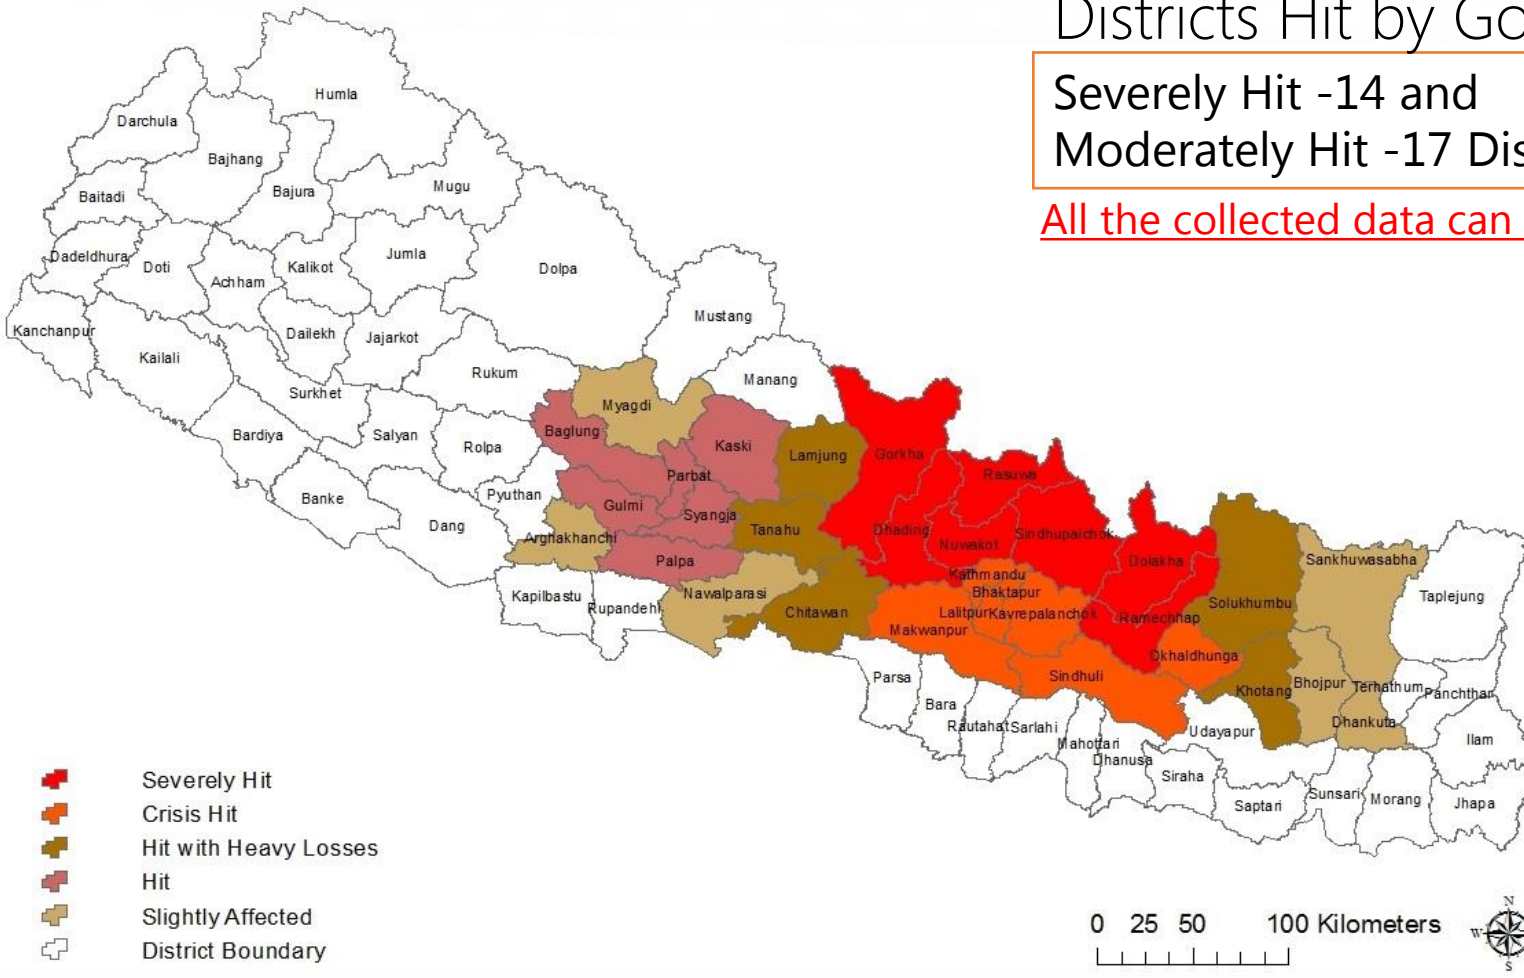 Districts Hit by Go
Severely Hit -14 and
Moderately Hit -17 Dis
All the collected data can
Humla
Darchula
Bajhang
Mugu
Bajura
Baitadi
Jumla
Dadeldhura
Doti
Kalikot
Dolpa
Achham
Mustang
Kanchanpur
Dailekh
Jajarkot
Kailali
Rukum
Manang
Surkhet
Myagdi
Bardiya
Salyan
Baglung
Rolpa
Kaski
Lamjung
Gorkha
Parbat
Rasuwa
Banke
Pyuthan
Gulmi
Syangja
Dang
Tanahu
Dhading
Sindhupalchok
Arghakhanchi
Nuwakot
Palpa
Dolakha
Sankhuwasabha
Kathmandu
Bhaktapur
Kapilbastu
Rupandehi
Nawalparasi
Taplejung
Solukhumbu
Chitawan
Lalitpur
Kavrepalanchok
Ramechhap
Makwanpur
Okhaldhunga
Parsa
Sindhuli
Khotang
Bhojpur
Terhathum
Panchthar
Bara
Dhankuta
Rautahat
Sarlahi
Udayapur
Mahottari
Ilam
Dhanusa
Siraha
Sunsari
Morang
Jhapa
Saptari
Severely Hit
Crisis Hit
Hit with Heavy Losses
Hit
Slightly Affected
District Boundary
0 25 50 100 Kilometers
N
W
S